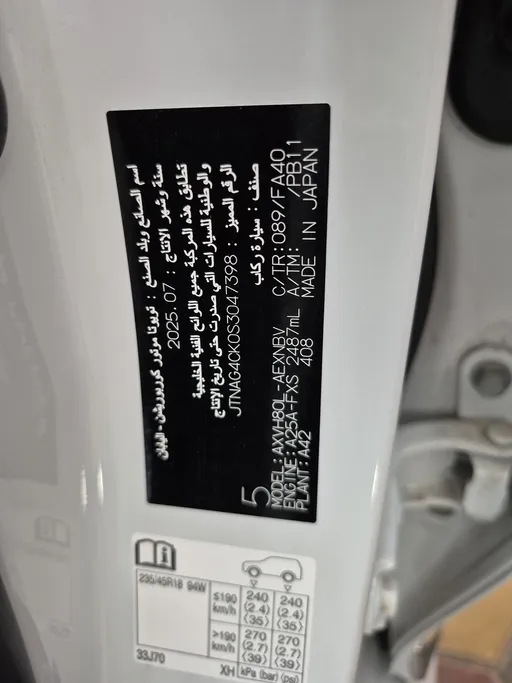 اسم الصانع وبلد الصنع : تويوتا موتور كوربوريشن - اليابان
سنة وشهر الانتاج : 2025.07
تطابق هذه المركبة جميع اللوائح الفنية الخليجية
والوطنية للسيارات التي صدرت حتى تاريخ الإنتاج
الرقم المميز : JTNAG4CK0S3047398
صنف : سيارة ركاب
5
MODEL: AXVH80L-AEXNBV C/TR:089/FA40
ENGINE: A25A-FXS 2487mL A/TM: /PB11
PLANT: A42 408 MADE IN JAPAN
235/45R18 94W
≤190 km/h 240 (2.4) ⟨35⟩ 240 (2.4) ⟨35⟩
>190 km/h 270 (2.7) ⟨39⟩ 270 (2.7) ⟨39⟩
33J70 XH kPa (bar) ⟨psi⟩